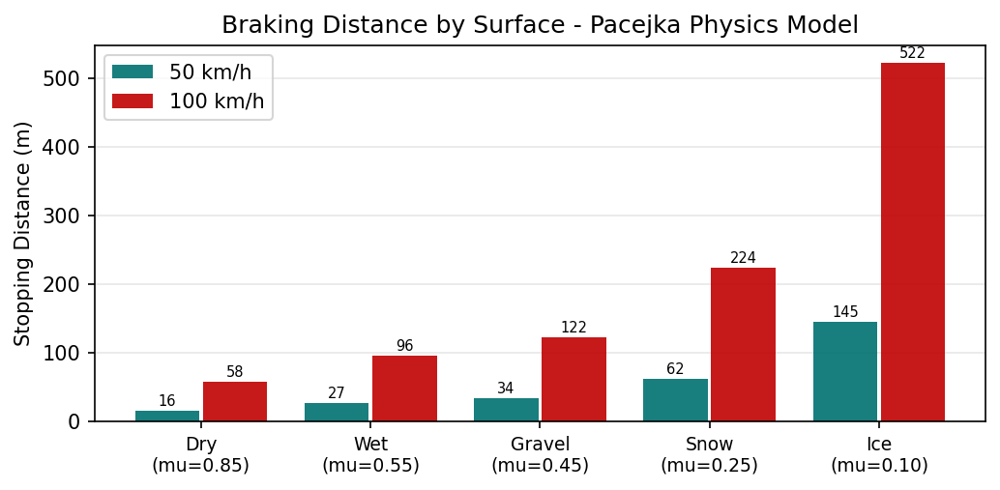 Braking Distance by Surface - Pacejka Physics Model
50 km/h
100 km/h
Stopping Distance (m)
500
400
300
200
100
0
16
58
27
96
34
122
62
224
145
522
Dry
(mu=0.85)
Wet
(mu=0.55)
Gravel
(mu=0.45)
Snow
(mu=0.25)
Ice
(mu=0.10)